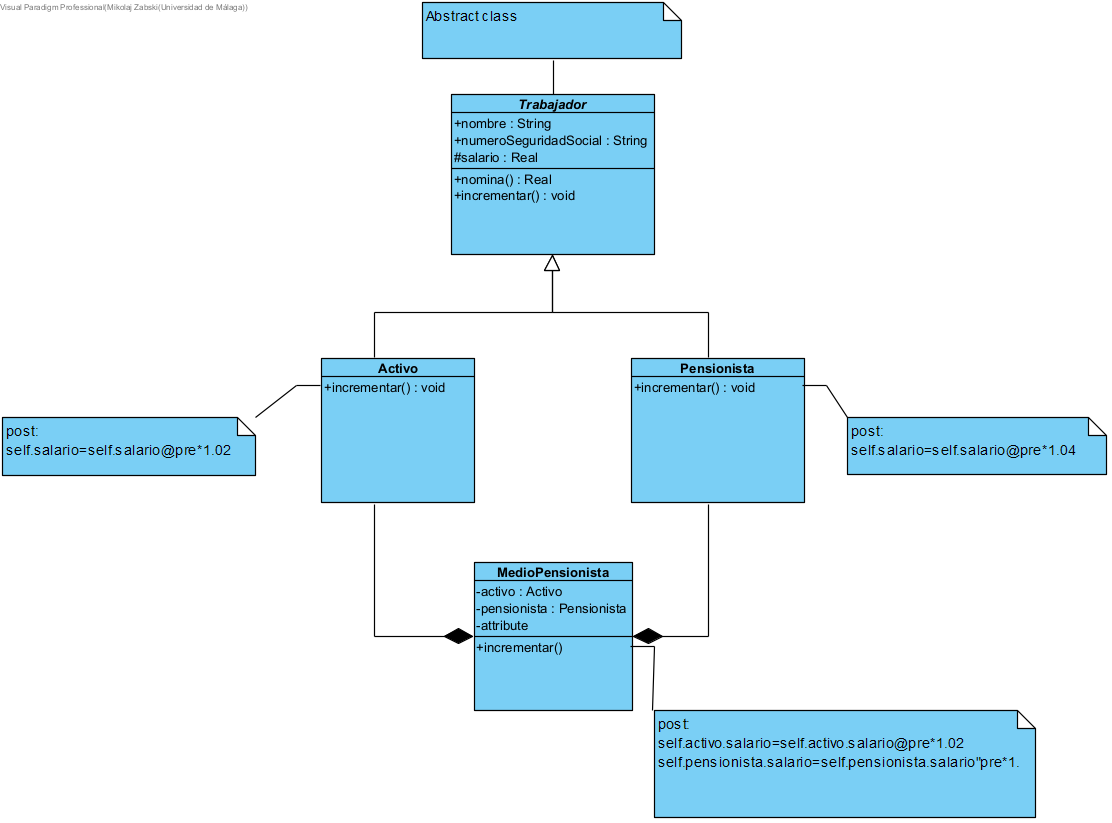 Visual Paradigm Professional(Mikolaj Zabski(Universidad de Málaga))
Abstract class
Trabajador
+nombre : String
+numeroSeguridadSocial : String
#salario : Real
+nomina() : Real
+incrementar() : void
Activo
+incrementar() : void
Pensionista
+incrementar() : void
post:
self.salario=self.salario@pre*1.02
post:
self.salario=self.salario@pre*1.04
MedioPensionista
-activo : Activo
-pensionista : Pensionista
-attribute
+incrementar()
post:
self.activo.salario=self.activo.salario@pre*1.02
self.pensionista.salario=self.pensionista.salario"pre*1.